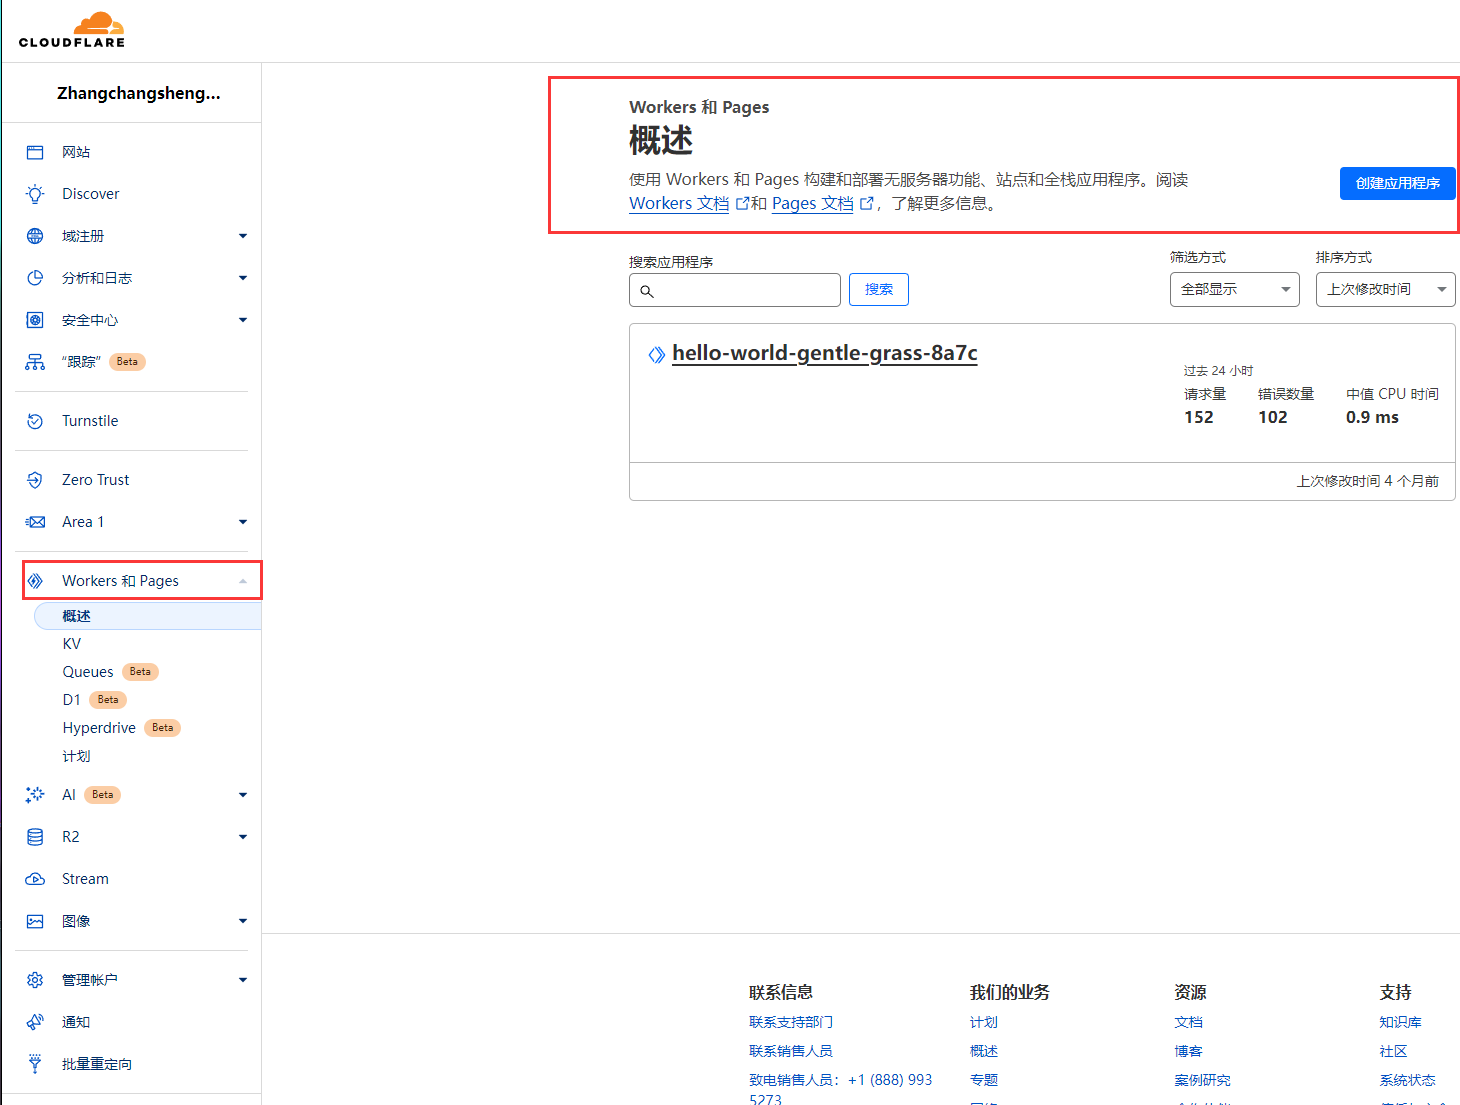 CLOUDFLARE
Zhangchangsheng...
网站
Discover
域注册
分析和日志
安全中心
“跟踪” Beta
Turnstile
Zero Trust
Area 1
Workers 和 Pages
概述
KV
Queues Beta
D1 Beta
Hyperdrive Beta
计划
AI Beta
R2
Stream
图像
管理帐户
通知
批量重定向
Workers 和 Pages
概述
使用 Workers 和 Pages 构建和部署无服务器功能、站点和全栈应用程序。阅读
Workers 文档 和 Pages 文档 ，了解更多信息。
创建应用程序
搜索应用程序
搜索
筛选方式
全部显示
排序方式
上次修改时间
hello-world-gentle-grass-8a7c
过去 24 小时
请求量 错误数量 中值 CPU 时间
152 102 0.9 ms
上次修改时间 4 个月前
联系信息
联系支持部门
联系销售人员
致电销售人员：+1 (888) 993
5273
我们的业务
计划
概述
专题
资源
文档
博客
案例研究
支持
知识库
社区
系统状态